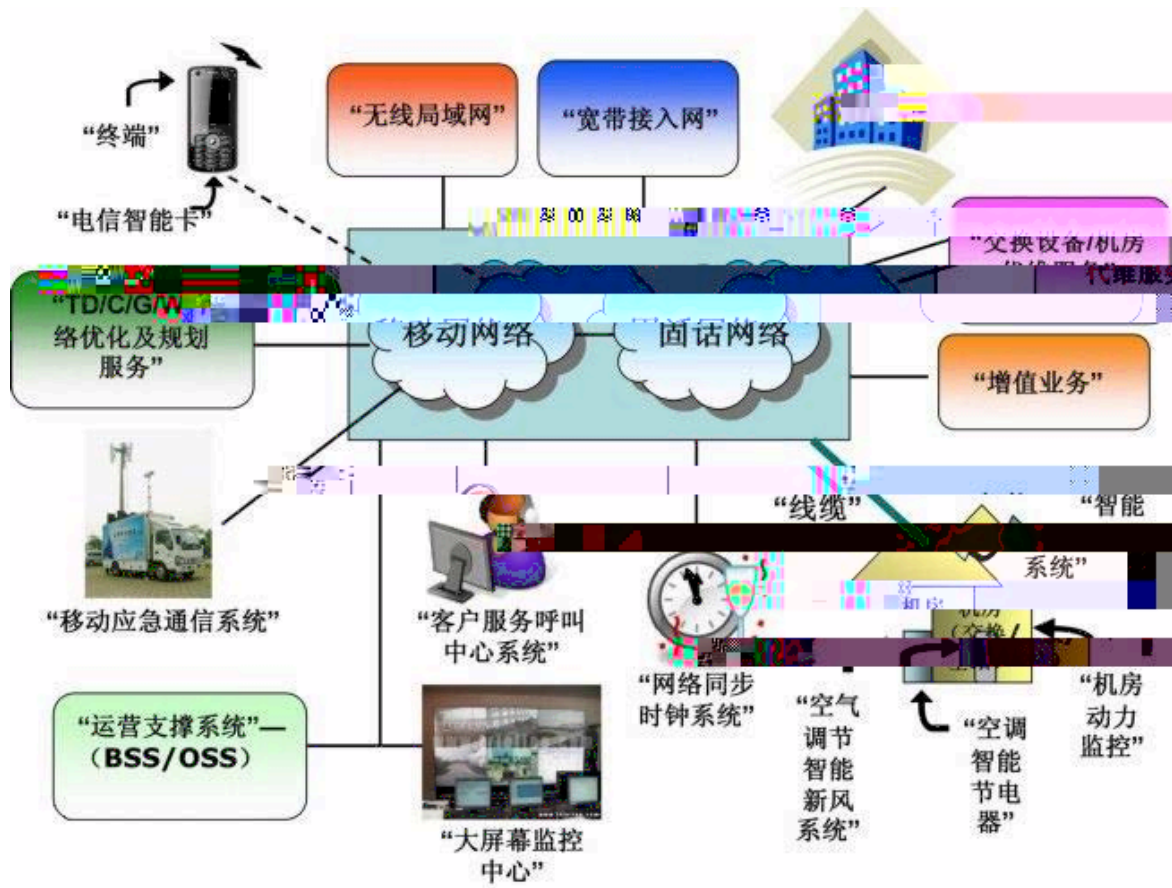 “终端”
“电信智能卡”
“无线局域网”
“宽带接入网”
“交换设备/机房
“TD/C/G/W
络优化及规划
服务”
移动网络
固话网络
“增值业务”
“移动应急通信系统”
“客户服务呼叫
中心系统”
“网络同步
时钟系统”
“线缆”
“智能
系统”
机房
（交换/
“空气
调节
智能
新风
系统”
“空调
智能
节电
器”
“机房
动力
监控”
“运营支撑系统”—
（BSS/OSS）
“大屏幕监控
中心”